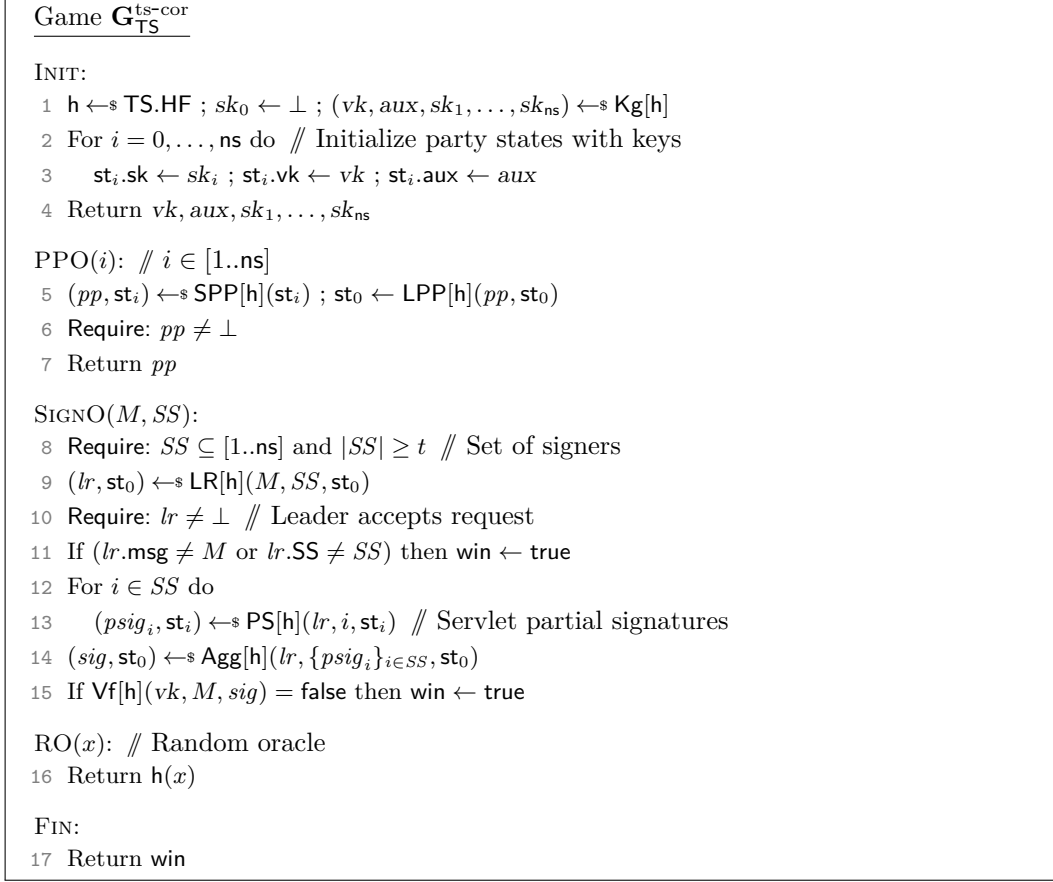 Game G^{ts-cor}_{TS}
INIT:
1 h ←$ TS.HF ; sk_0 ← ⊥ ; (vk, aux, sk_1, . . . , sk_ns) ←$ Kg[h]
2 For i = 0, . . . , ns do // Initialize party states with keys
3 st_i.sk ← sk_i ; st_i.vk ← vk ; st_i.aux ← aux
4 Return vk, aux, sk_1, . . . , sk_ns
PPO(i): // i ∈ [1..ns]
5 (pp, st_i) ←$ SPP[h](st_i) ; st_0 ← LPP[h](pp, st_0)
6 Require: pp ≠ ⊥
7 Return pp
SIGNO(M, SS):
8 Require: SS ⊆ [1..ns] and |SS| ≥ t // Set of signers
9 (lr, st_0) ←$ LR[h](M, SS, st_0)
10 Require: lr ≠ ⊥ // Leader accepts request
11 If (lr.msg ≠ M or lr.SS ≠ SS) then win ← true
12 For i ∈ SS do
13 (psig_i, st_i) ←$ PS[h](lr, i, st_i) // Servlet partial signatures
14 (sig, st_0) ←$ Agg[h](lr, {psig_i}_{i∈SS}, st_0)
15 If Vf[h](vk, M, sig) = false then win ← true
RO(x): // Random oracle
16 Return h(x)
FIN:
17 Return win